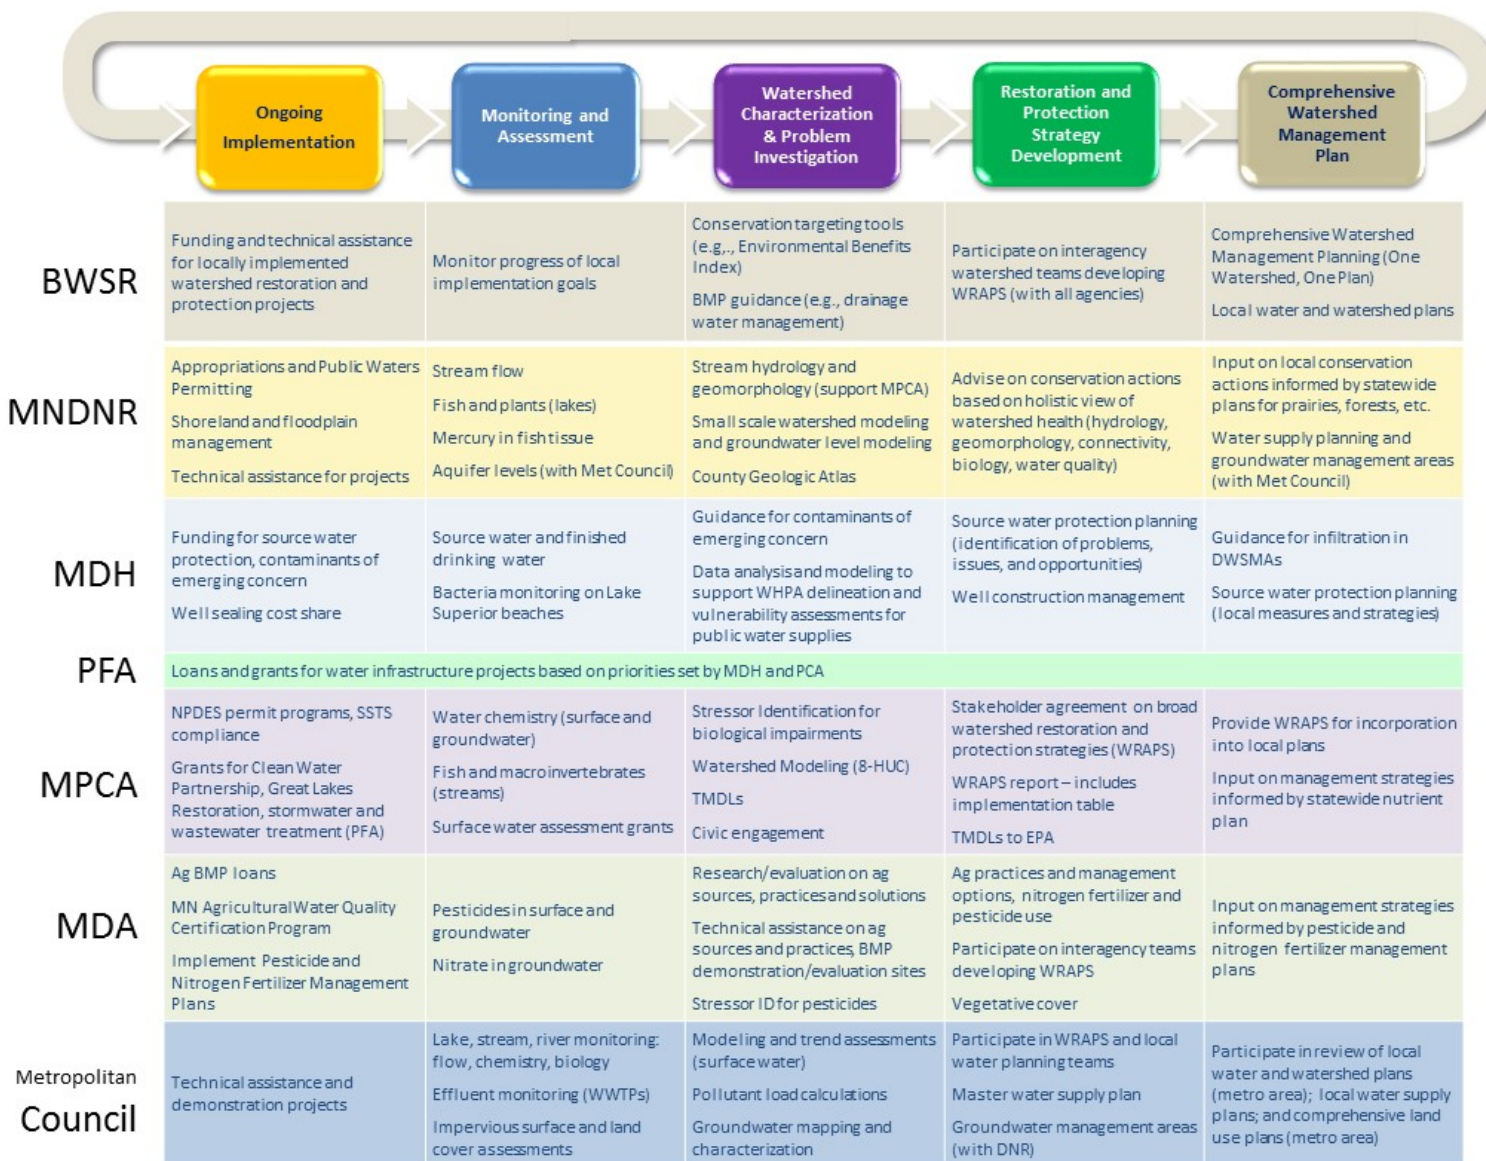 Ongoing
Implementation
Monitoring and
Assessment
Watershed
Characterization
& Problem
Investigation
Restoration and
Protection
Strategy
Development
Comprehensive
Watershed
Management
Plan
BWSR
Funding and technical assistance
for locally implemented
watershed restoration and
protection projects
Monitor progress of local
implementation goals
Conservation targeting tools
(e.g,., Environmental Benefits
Index)
BMP guidance (e.g., drainage
water management)
Participate on interagency
watershed teams developing
WRAPS (with all agencies)
Comprehensive Watershed
Management Planning (One
Watershed, One Plan)
Local water and watershed plans
MNDNR
Appropriations and Public Waters
Permitting
Shoreland and floodplain
management
Technical assistance for projects
Stream flow
Fish and plants (lakes)
Mercury in fish tissue
Aquifer levels (with Met Council)
Stream hydrology and
geomorphology (support MPCA)
Small scale watershed modeling
and groundwater level modeling
County Geologic Atlas
Advise on conservation actions
based on holistic view of
watershed health (hydrology,
geomorphology, connectivity,
biology, water quality)
Input on local conservation
actions informed by statewide
plans for prairies, forests, etc.
Water supply planning and
groundwater management areas
(with Met Council)
MDH
Funding for source water
protection, contaminants of
emerging concern
Well sealing cost share
Source water and finished
drinking water
Bacteria monitoring on Lake
Superior beaches
Guidance for contaminants of
emerging concern
Data analysis and modeling to
support WHPA delineation and
vulnerability assessments for
public water supplies
Source water protection planning
(identification of problems,
issues, and opportunities)
Well construction management
Guidance for infiltration in
DWSMAs
Source water protection planning
(local measures and strategies)
PFA
Loans and grants for water infrastructure projects based on priorities set by MDH and PCA
MPCA
NPDES permit programs, SSTS
compliance
Grants for Clean Water
Partnership, Great Lakes
Restoration, stormwater and
wastewater treatment (PFA)
Water chemistry (surface and
groundwater)
Fish and macroinvertebrates
(streams)
Surface water assessment grants
Stressor Identification for
biological impairments
Watershed Modeling (8-HUC)
TMDLs
Civic engagement
Stakeholder agreement on broad
watershed restoration and
protection strategies (WRAPS)
WRAPS report – includes
implementation table
TMDLs to EPA
Provide WRAPS for incorporation
into local plans
Input on management strategies
informed by statewide nutrient
plan
MDA
Ag BMP loans
MN Agricultural Water Quality
Certification Program
Implement Pesticide and
Nitrogen Fertilizer Management
Plans
Pesticides in surface and
groundwater
Nitrate in groundwater
Research/evaluation on ag
sources, practices and solutions
Technical assistance on ag
sources and practices, BMP
demonstration/evaluation sites
Stressor ID for pesticides
Ag practices and management
options, nitrogen fertilizer and
pesticide use
Participate on interagency teams
developing WRAPS
Vegetative cover
Input on management strategies
informed by pesticide and
nitrogen fertilizer management
plans
Metropolitan
Council
Technical assistance and
demonstration projects
Lake, stream, river monitoring:
flow, chemistry, biology
Effluent monitoring (WWTPs)
Impervious surface and land
cover assessments
Modeling and trend assessments
(surface water)
Pollutant load calculations
Groundwater mapping and
characterization
Participate in WRAPS and local
water planning teams
Master water supply plan
Groundwater management areas
(with DNR)
Participate in review of local
water and watershed plans
(metro area); local water supply
plans; and comprehensive land
use plans (metro area)